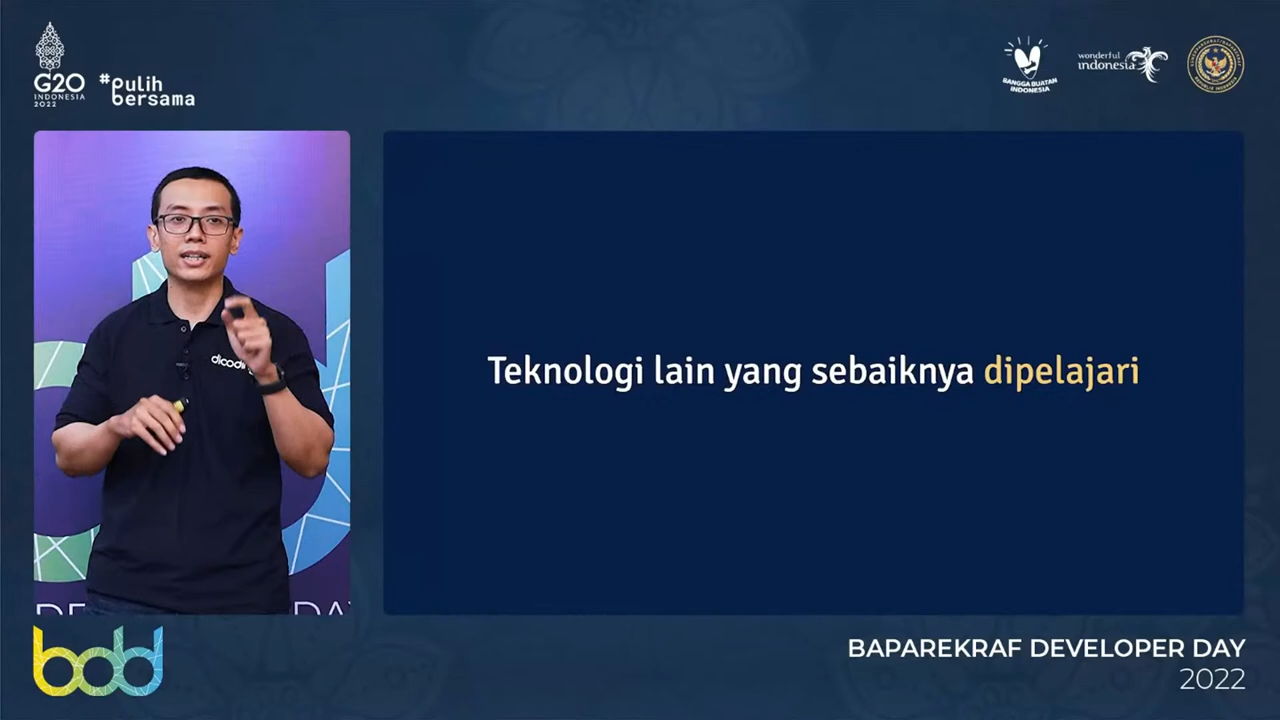 G20
INDONESIA
2022
#pulih
bersama
BANGGA BUATAN
INDONESIA
wonderful
indonesia
Teknologi lain yang sebaiknya dipelajari
bdd
BAPAREKRAF DEVELOPER DAY
2022